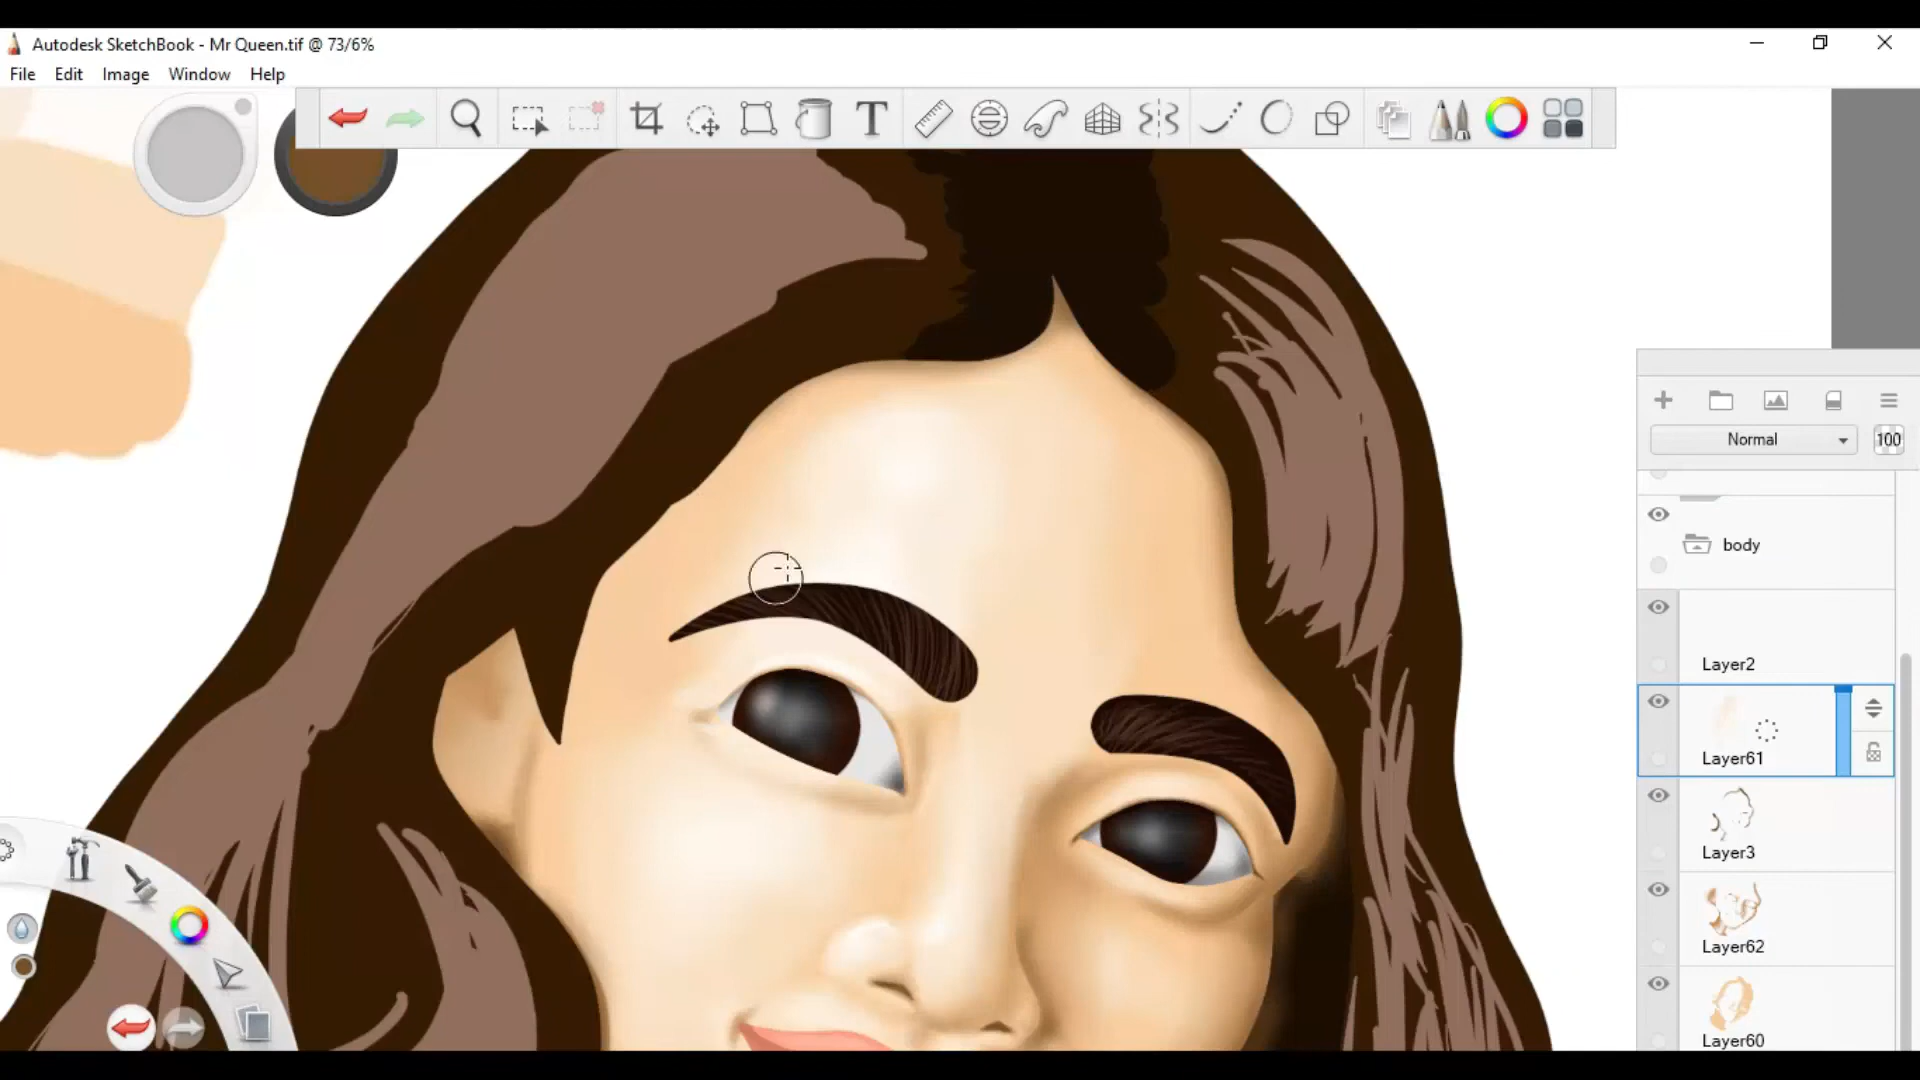 Autodesk SketchBook - Mr Queen.tif @ 73/6%
File Edit Image Window Help
T
Normal 100
body
Layer2
Layer61
Layer3
Layer62
Layer60